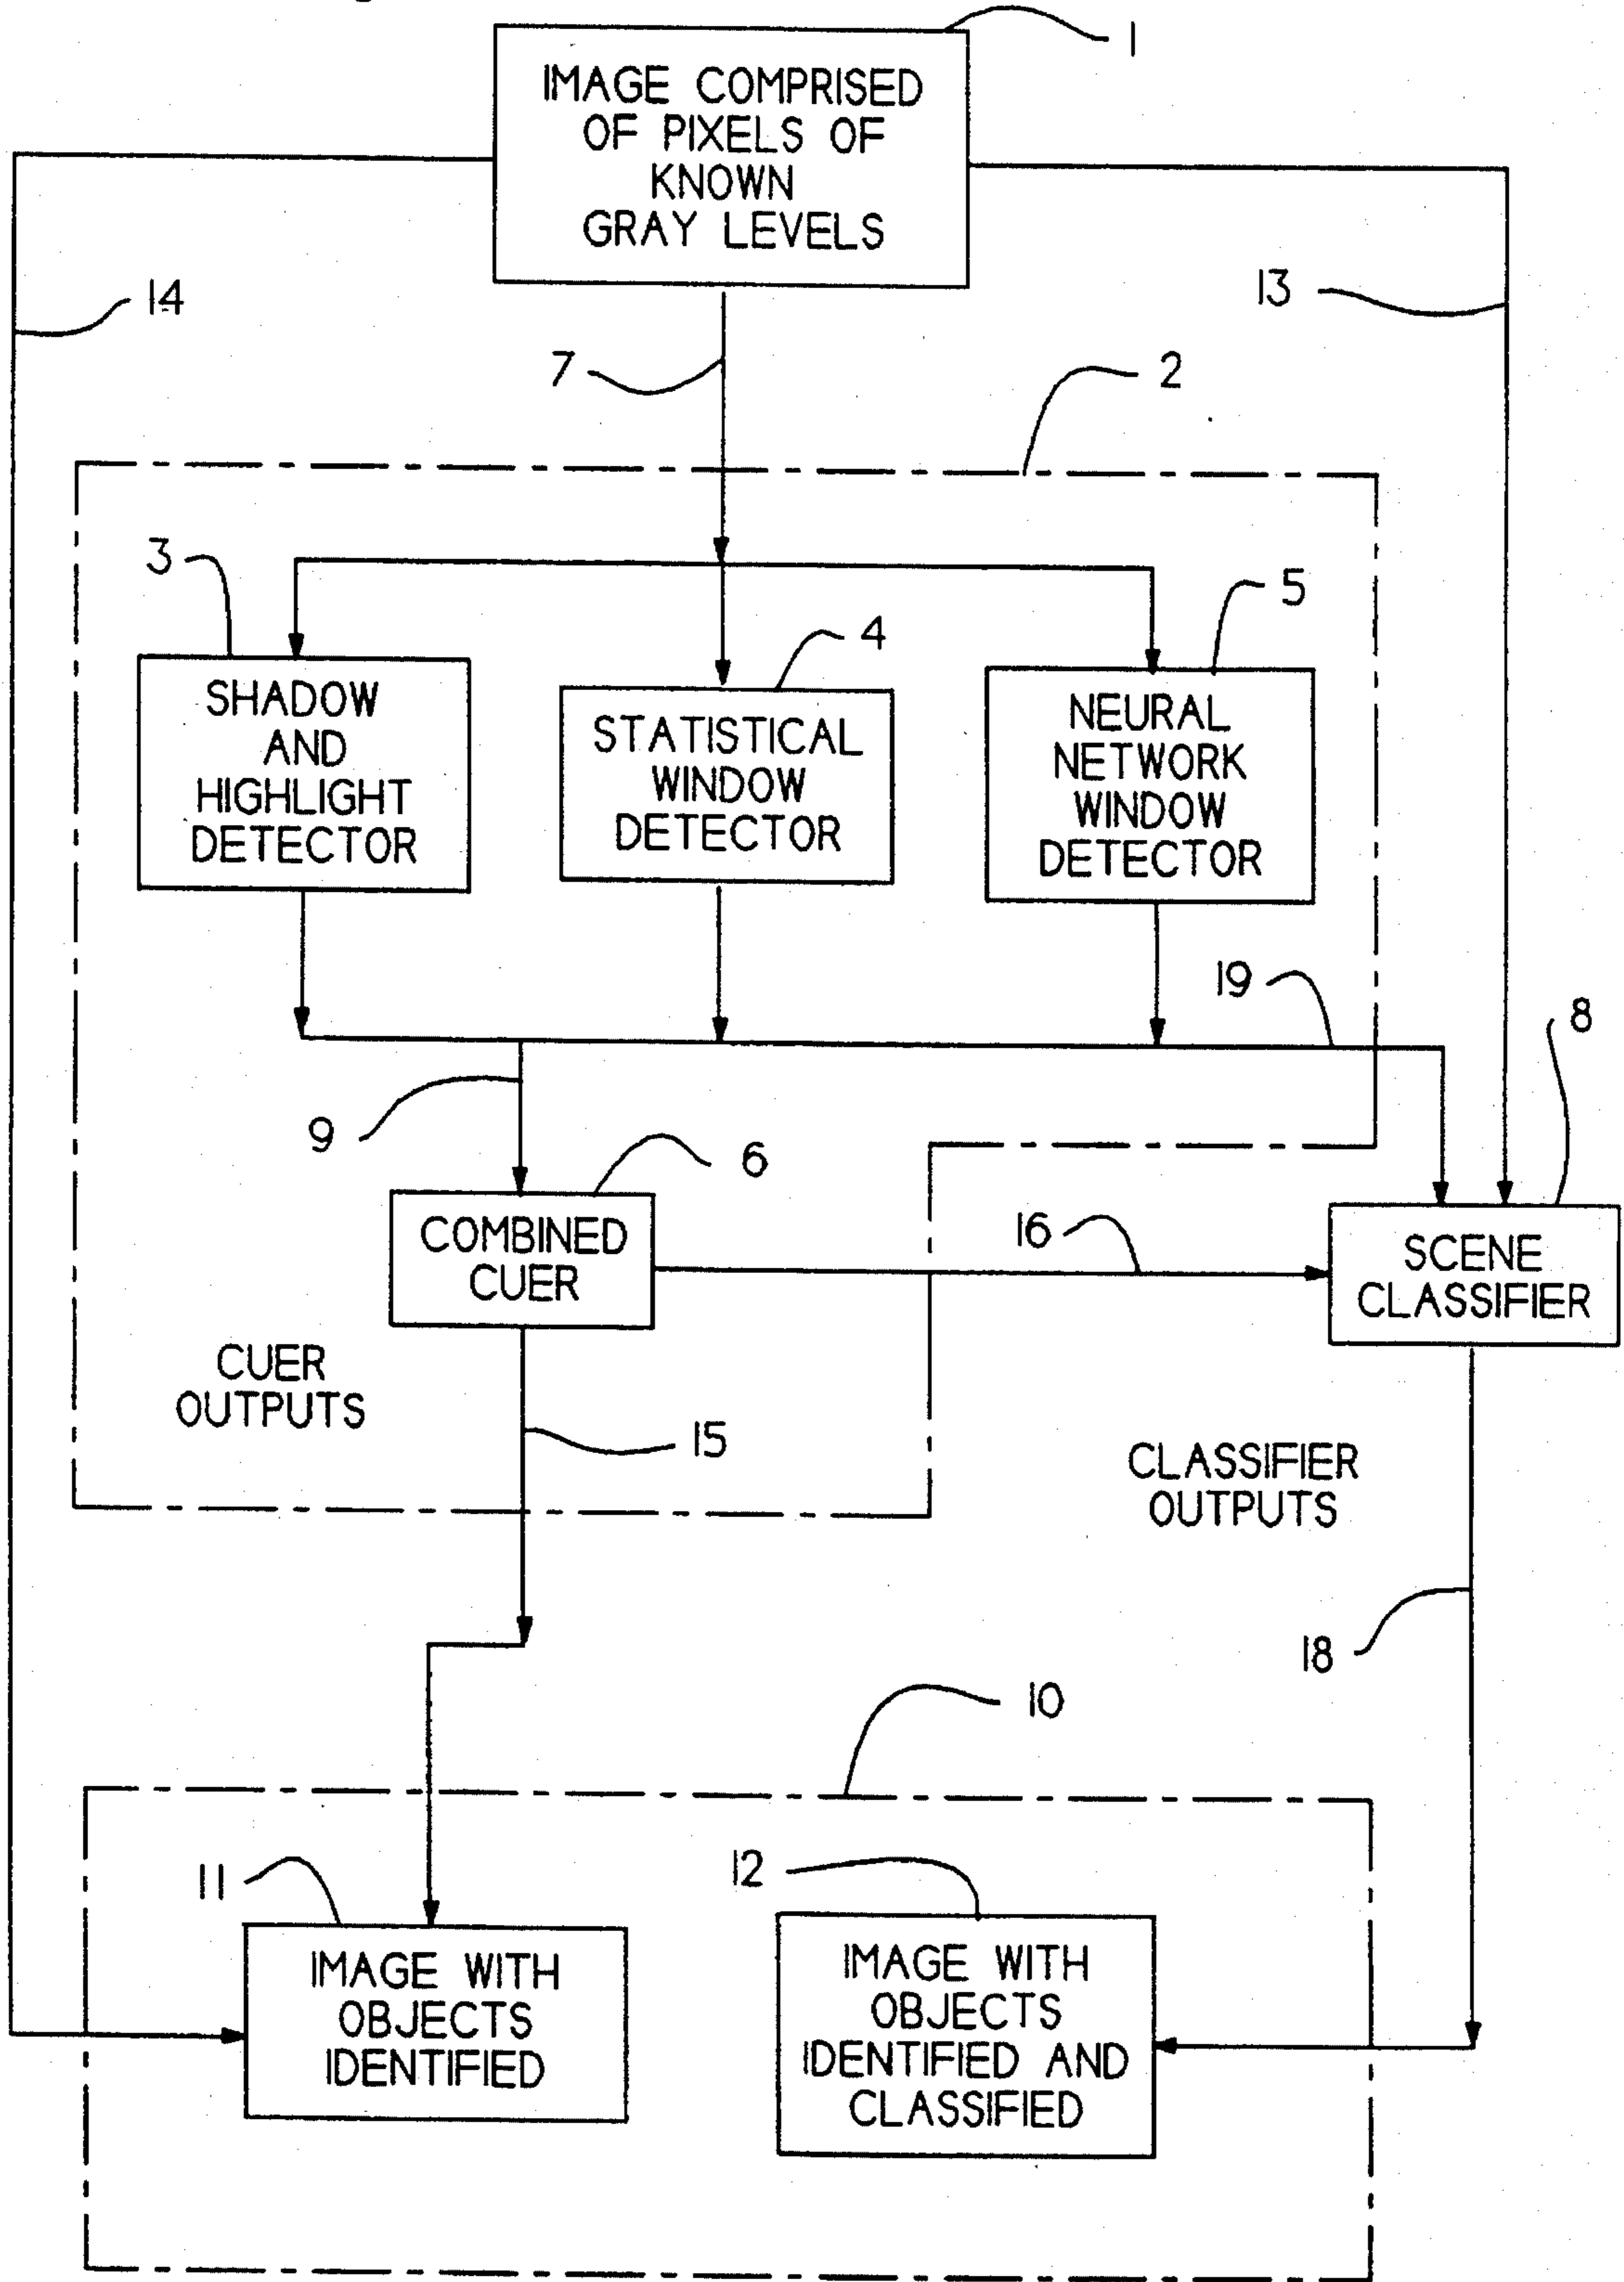 1
IMAGE COMPRISED
OF PIXELS OF
KNOWN
GRAY LEVELS
14
13
7
2
3
4
5
SHADOW
AND
HIGHLIGHT
DETECTOR
STATISTICAL
WINDOW
DETECTOR
NEURAL
NETWORK
WINDOW
DETECTOR
19
8
9
6
COMBINED
CUER
16
SCENE
CLASSIFIER
CUER
OUTPUTS
15
CLASSIFIER
OUTPUTS
18
10
11
12
IMAGE WITH
OBJECTS
IDENTIFIED
IMAGE WITH
OBJECTS
IDENTIFIED AND
CLASSIFIED